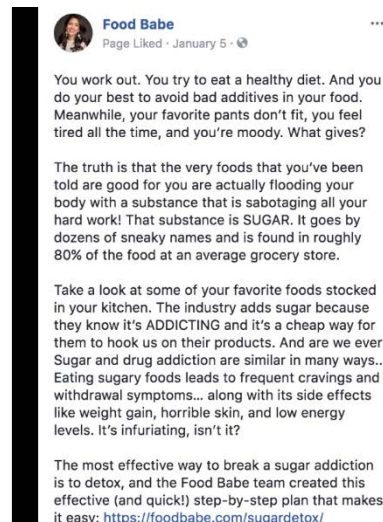 Food Babe
Page Liked · January 5 ·
You work out. You try to eat a healthy diet. And you
do your best to avoid bad additives in your food.
Meanwhile, your favorite pants don't fit, you feel
tired all the time, and you're moody. What gives?
The truth is that the very foods that you've been
told are good for you are actually flooding your
body with a substance that is sabotaging all your
hard work! That substance is SUGAR. It goes by
dozens of sneaky names and is found in roughly
80% of the food at an average grocery store.
Take a look at some of your favorite foods stocked
in your kitchen. The industry adds sugar because
they know it's ADDICTING and it's a cheap way for
them to hook us on their products. And are we ever
Sugar and drug addiction are similar in many ways..
Eating sugary foods leads to frequent cravings and
withdrawal symptoms... along with its side effects
like weight gain, horrible skin, and low energy
levels. It's infuriating, isn't it?
The most effective way to break a sugar addiction
is to detox, and the Food Babe team created this
effective (and quick!) step-by-step plan that makes
it easy: https://foodbabe.com/sugardetox/